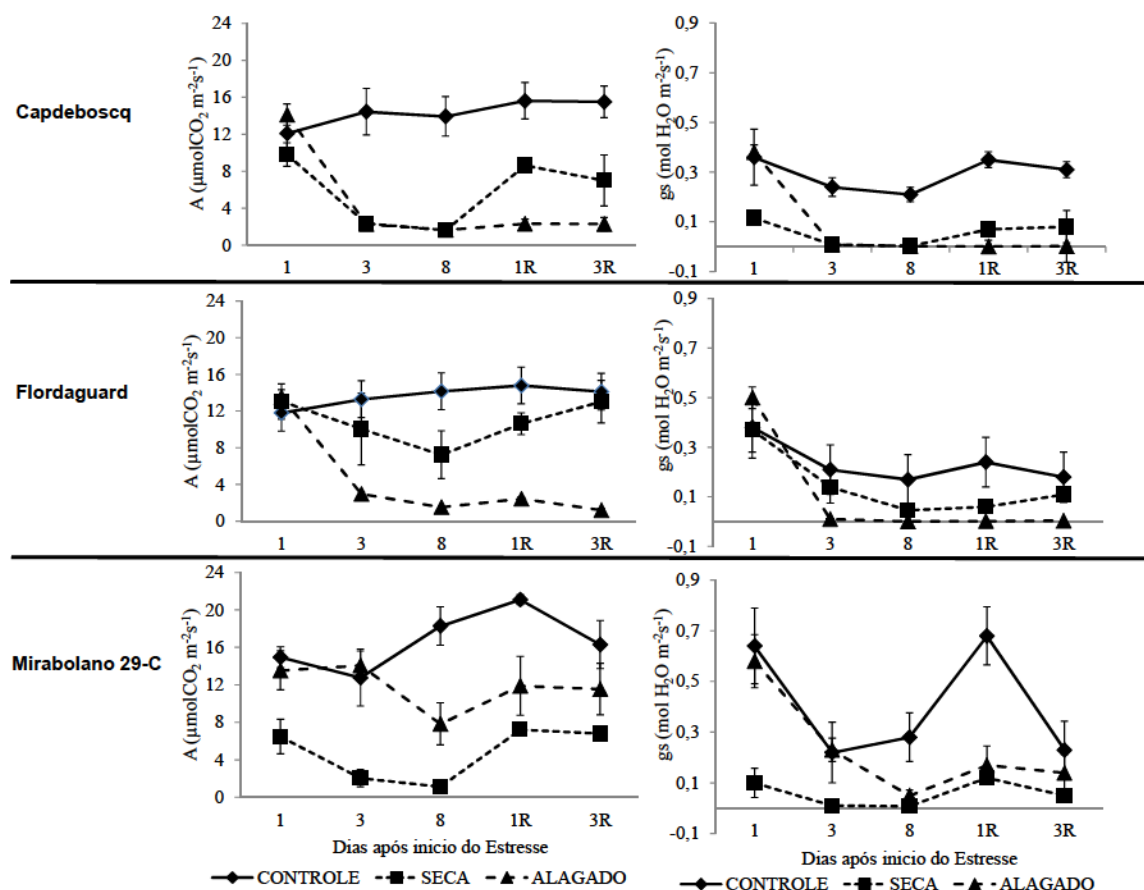 Capdeboscq
A (µmolCO₂ m⁻²s⁻¹)
24
20
16
12
8
4
0
1 3 8 1R 3R
gs (mol H₂O m⁻²s⁻¹)
0,9
0,7
0,5
0,3
0,1
-0,1
1 3 8 1R 3R
Flordaguard
A (µmolCO₂ m⁻²s⁻¹)
24
20
16
12
8
4
0
1 3 8 1R 3R
gs (mol H₂O m⁻²s⁻¹)
0,9
0,7
0,5
0,3
0,1
-0,1
1 3 8 1R 3R
Mirabolano 29-C
A (µmolCO₂ m⁻²s⁻¹)
24
20
16
12
8
4
0
1 3 8 1R 3R
Dias após inicio do Estresse
gs (mol H₂O m⁻²s⁻¹)
0,9
0,7
0,5
0,3
0,1
-0,1
1 3 8 1R 3R
Dias após inicio do Estresse
CONTROLE SECA ALAGADO
CONTROLE SECA ALAGADO